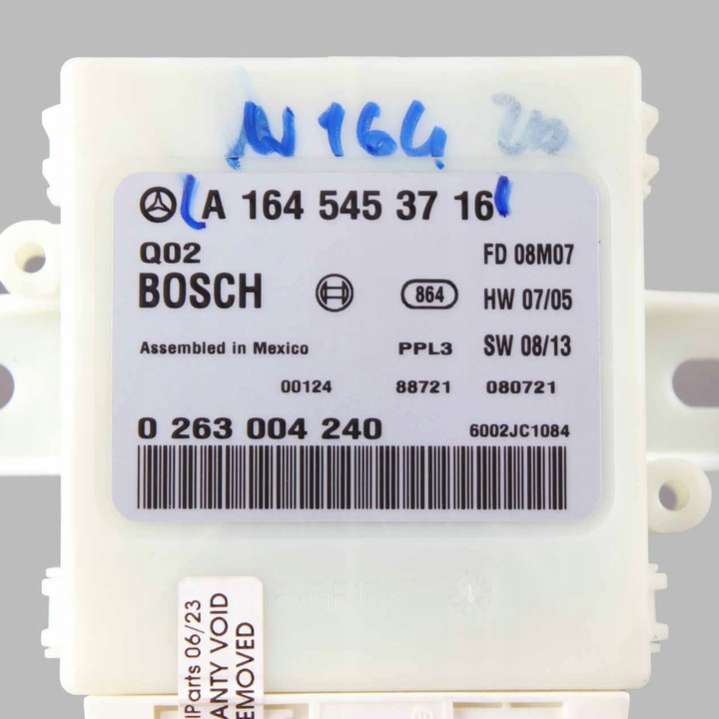 W164
A 164 545 37 16
Q02
FD 08M07
BOSCH
864
HW 07/05
Assembled in Mexico
PPL3
SW 08/13
00124
88721
080721
0 263 004 240
6002JC1084
Parts 06/23
ANTY VOID
EMOVED